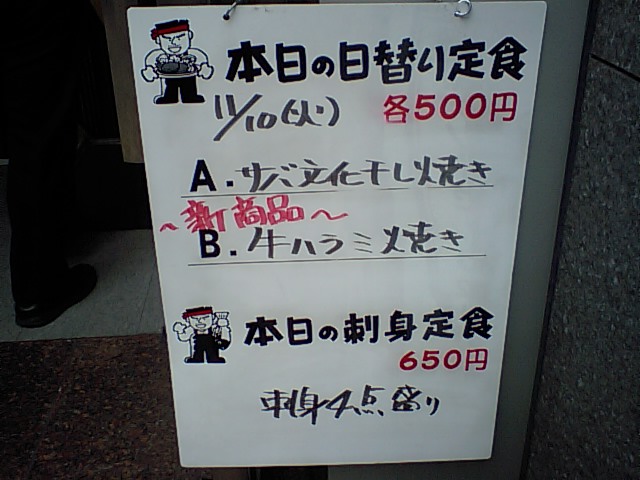 本日の日替り定食
11/10(火) 各500円
A.サバ文化干し焼き
~新商品~
B.牛ハラミ焼き
本日の刺身定食
650円
刺身4点盛り